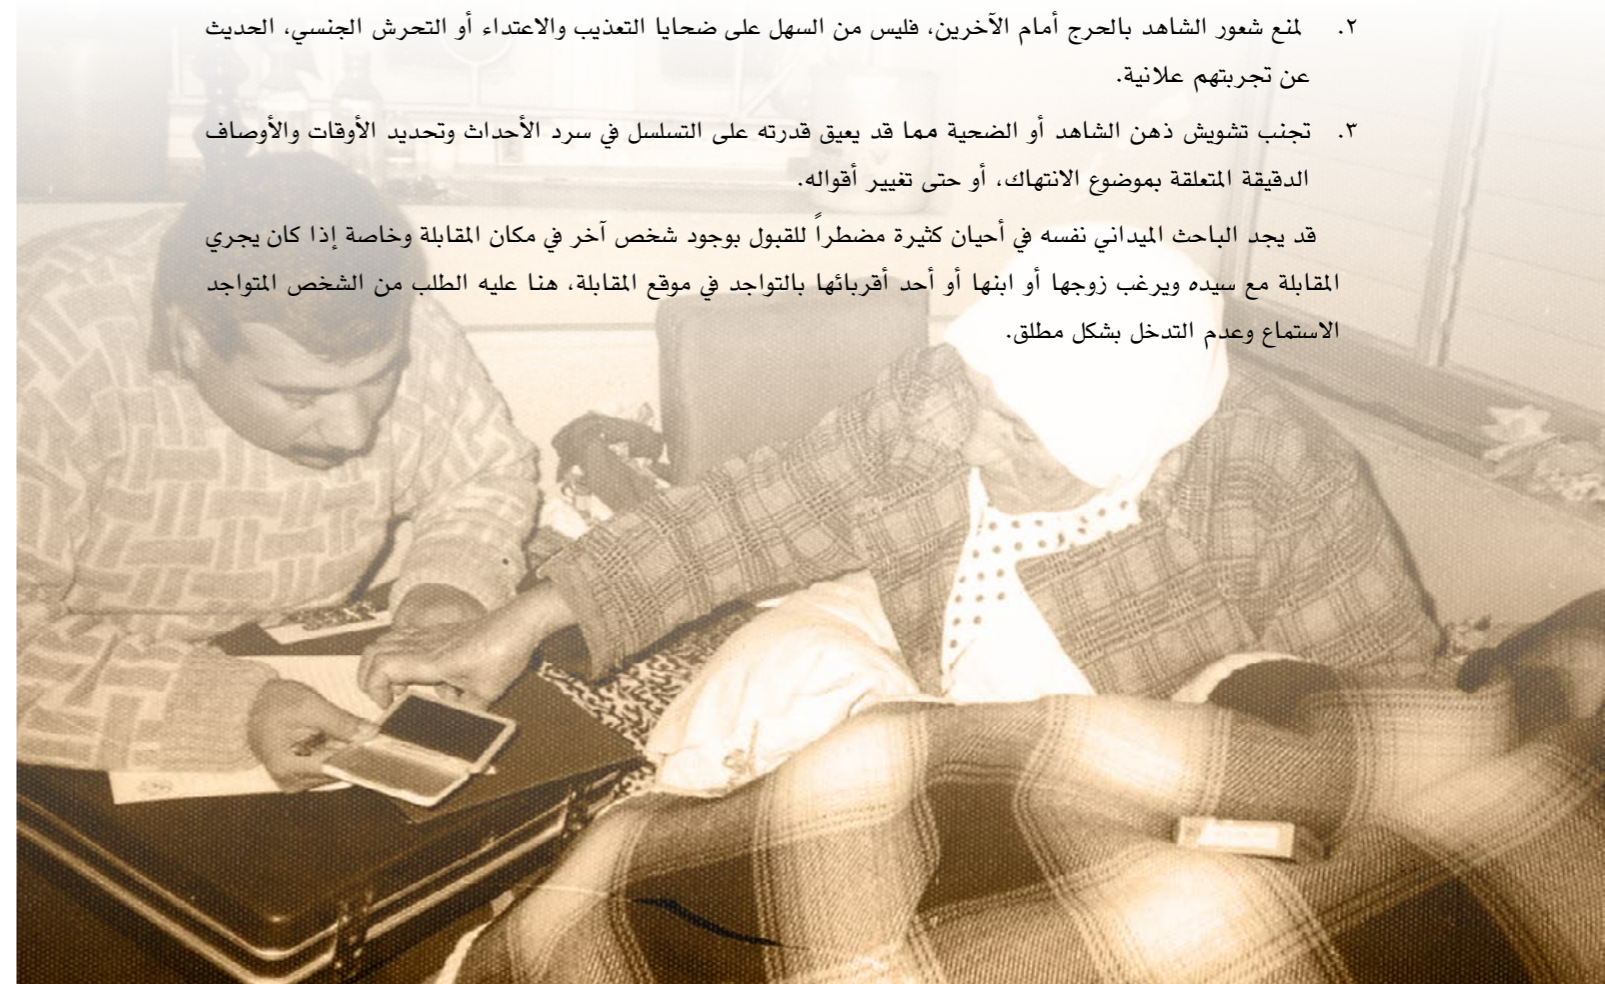 ٢. لمنع شعور الشاهد بالحرج أمام الآخرين، فليس من السهل على ضحايا التعذيب والاعتداء أو التحرش الجنسي، الحديث
عن تجربتهم علانية.
٣. تجنب تشويش ذهن الشاهد أو الضحية مما قد يعيق قدرته على التسلسل في سرد الأحداث وتحديد الأوقات والأوصاف
الدقيقة المتعلقة بموضوع الانتهاك، أو حتى تغيير أقواله.
قد يجد الباحث الميداني نفسه في أحيان كثيرة مضطراً للقبول بوجود شخص آخر في مكان المقابلة وخاصة إذا كان يجري
المقابلة مع سيده ويرغب زوجها أو ابنها أو أحد أقربائها بالتواجد في موقع المقابلة، هنا عليه الطلب من الشخص المتواجد
الاستماع وعدم التدخل بشكل مطلق.